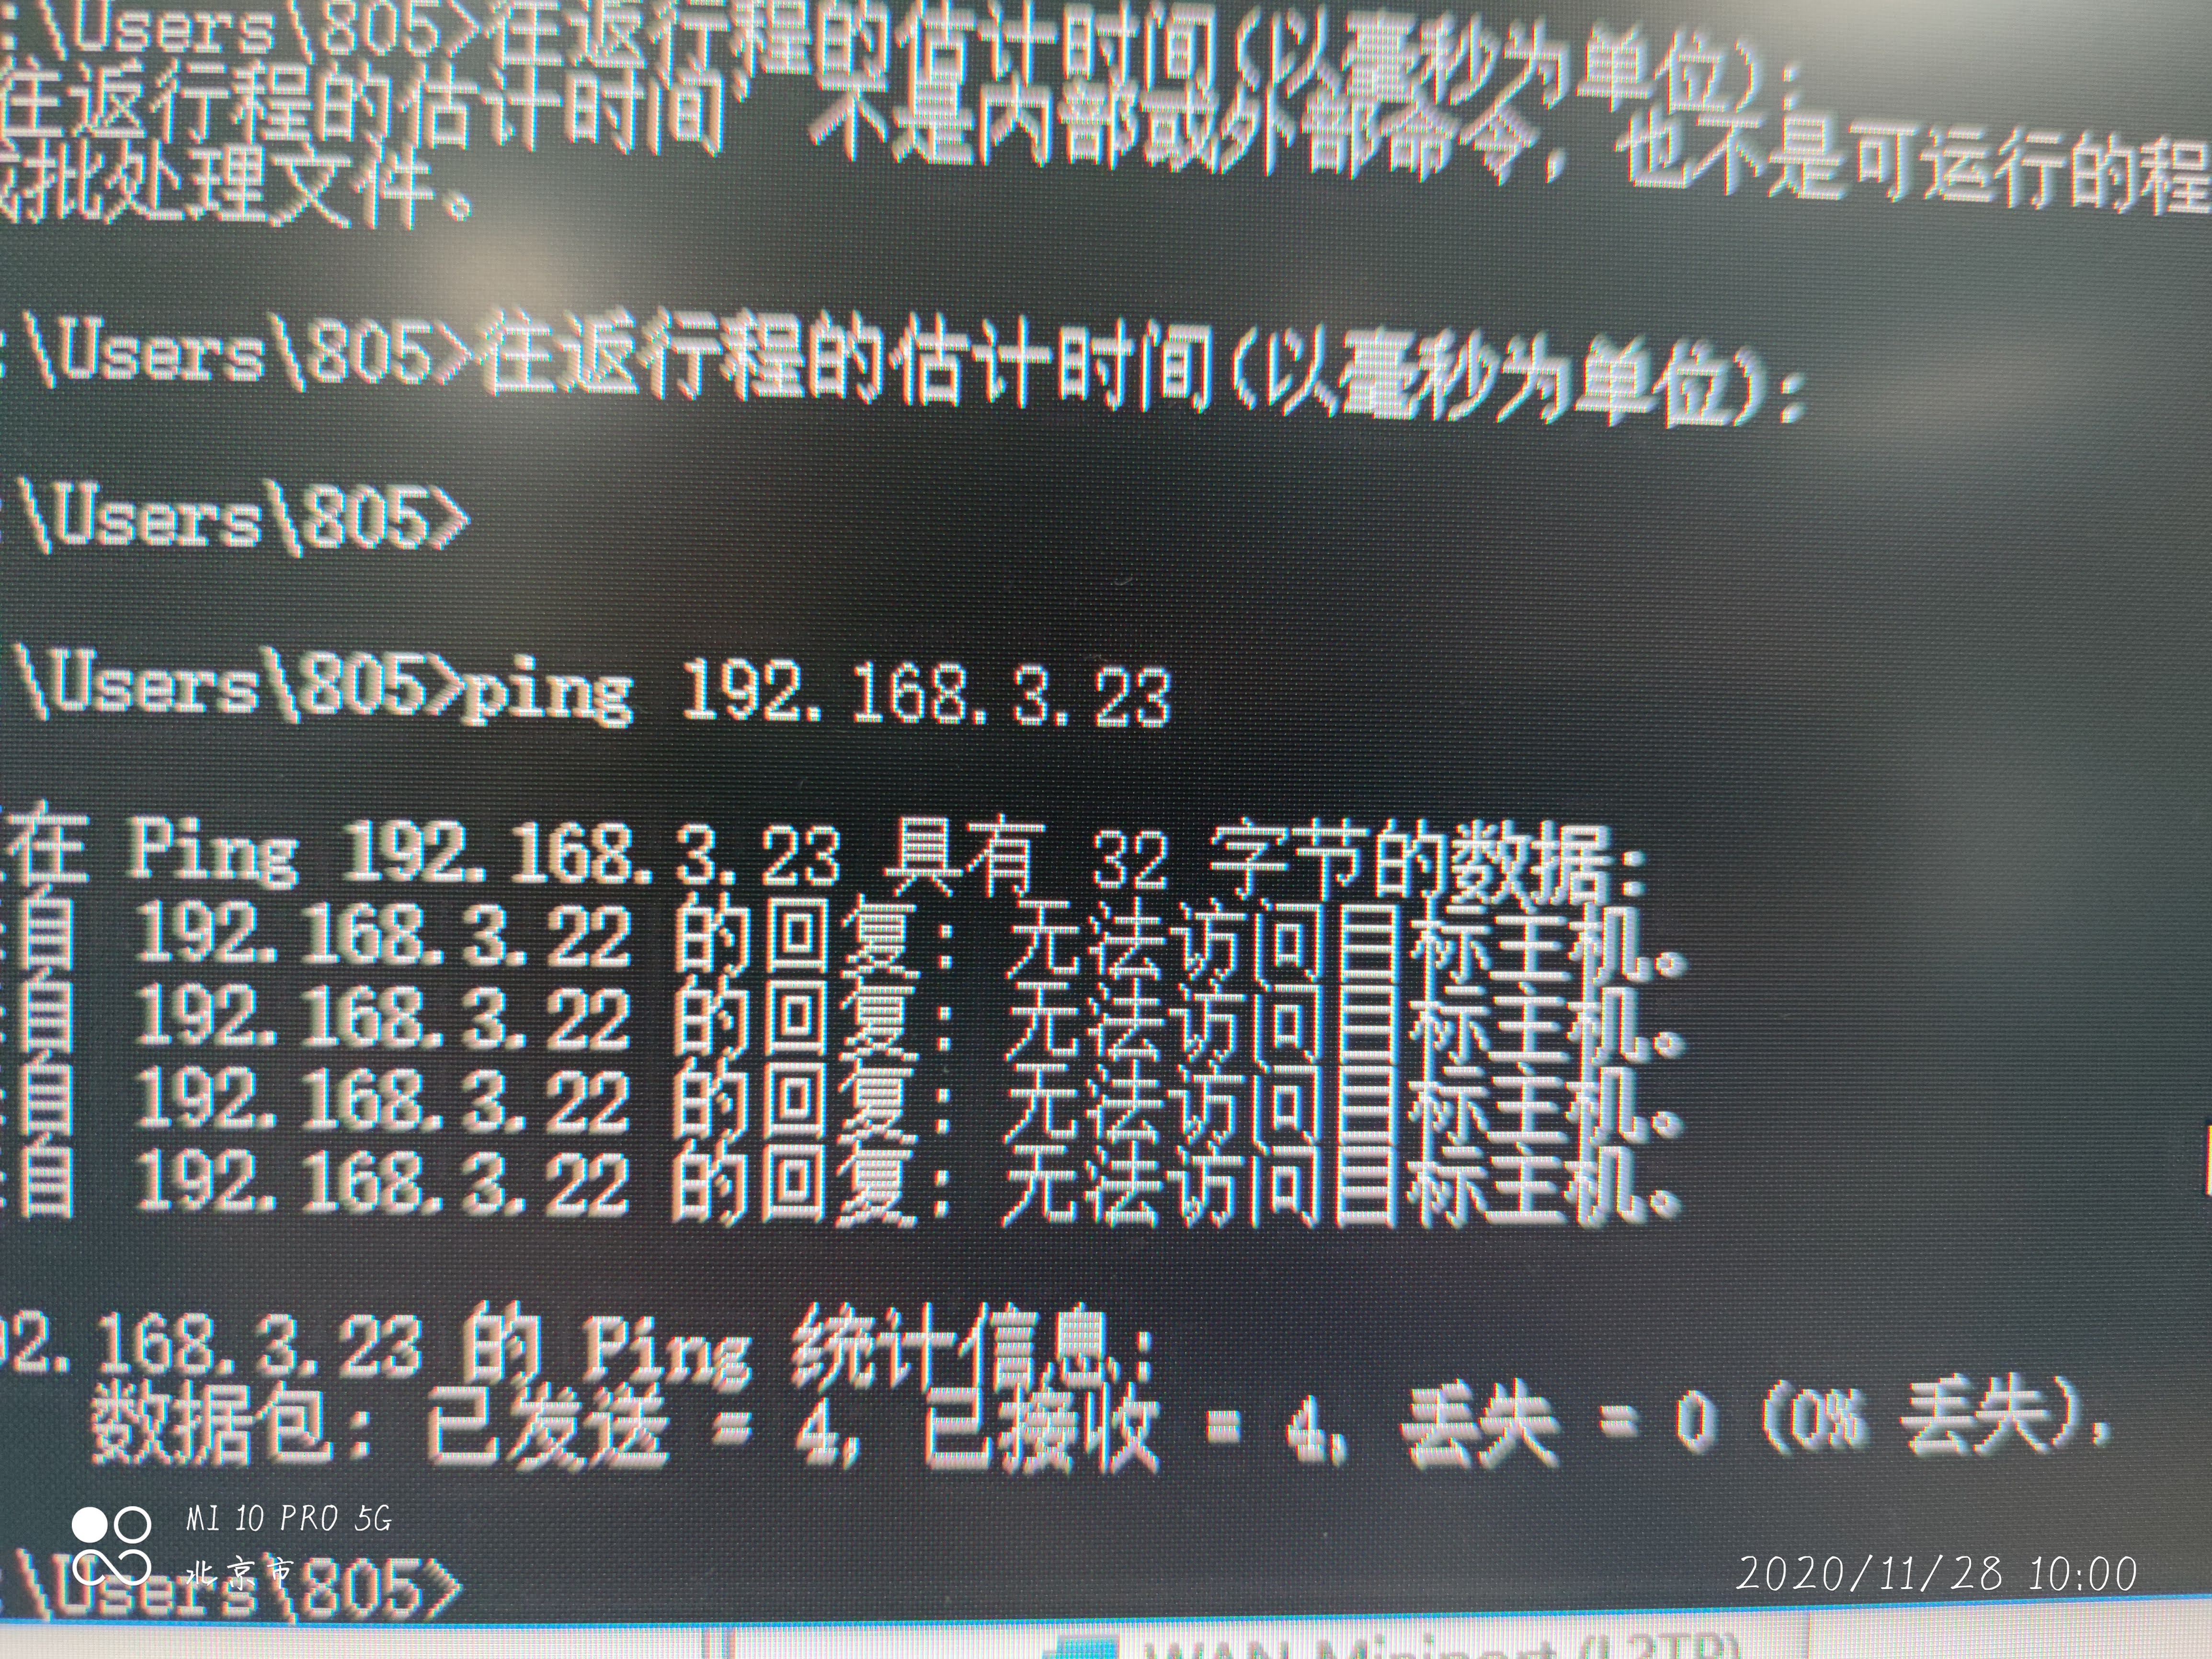 :\Users\805>往返行程的估计时间(以毫秒为单位):
往返行程的估计时间' 不是内部或外部命令, 也不是可运行的程
或批处理文件。
:\Users\805>往返行程的估计时间(以毫秒为单位):
:\Users\805>
\Users\805>ping 192.168.3.23
在 Ping 192.168.3.23 具有 32 字节的数据:
自 192.168.3.22 的回复: 无法访问目标主机。
自 192.168.3.22 的回复: 无法访问目标主机。
自 192.168.3.22 的回复: 无法访问目标主机。
自 192.168.3.22 的回复: 无法访问目标主机。
92.168.3.23 的 Ping 统计信息:
数据包: 已发送 = 4, 已接收 = 4, 丢失 = 0 (0% 丢失),
:\Users\805>
MI 10 PRO 5G
北京市
2020/11/28 10:00
WAN Miniport (L2TP)